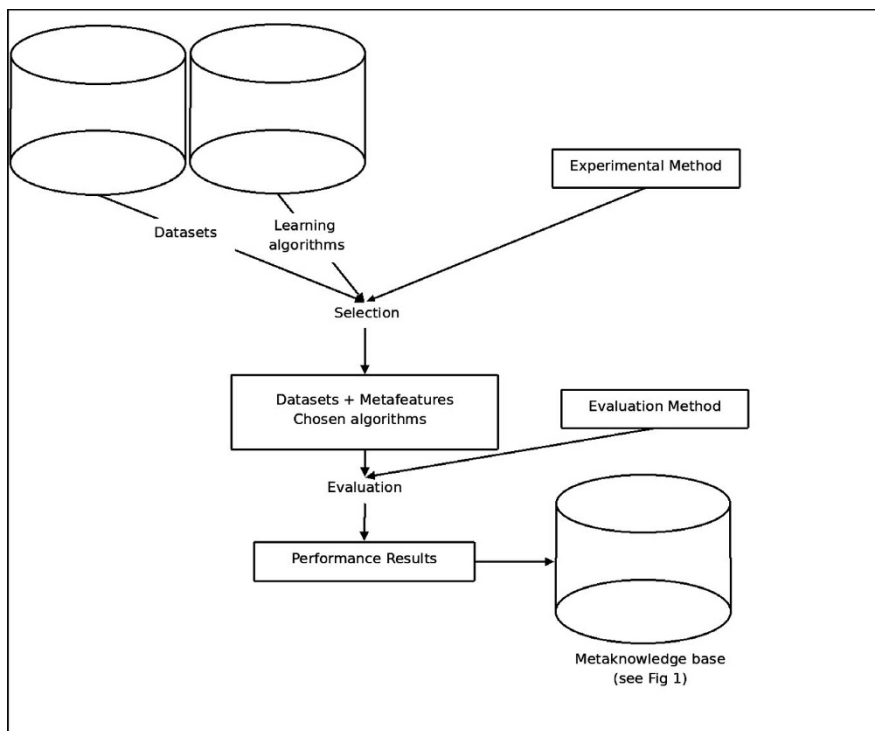 Experimental Method
Datasets
Learning
algorithms
Selection
Datasets + Metafeatures
Chosen algorithms
Evaluation Method
Evaluation
Performance Results
Metaknowledge base
(see Fig 1)